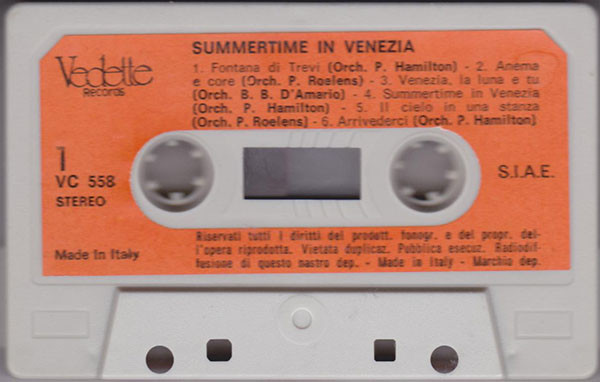 SUMMERTIME IN VENEZIA
Vedette
Records
1. Fontana di Trevi (Orch. P. Hamilton) - 2. Anema
e core (Orch. P. Roelens) - 3. Venezia, la luna e tu
(Orch. B. B. D'Amario) - 4. Summertime in Venezia
(Orch. P. Hamilton) - 5. Il cielo in una stanza
(Orch. P. Roelens) - 6. Arrivederci (Orch. P. Hamilton)
1
VC 558
STEREO
S.I.A.E.
Made in Italy
Riservati tutti i diritti del prodott. fonogr. e del propr. del-
l'opera riprodotta. Vietata duplicaz. Pubblica esecuz. Radiodif-
fusione di questo nastro dep. - Made in Italy - Marchio dep.